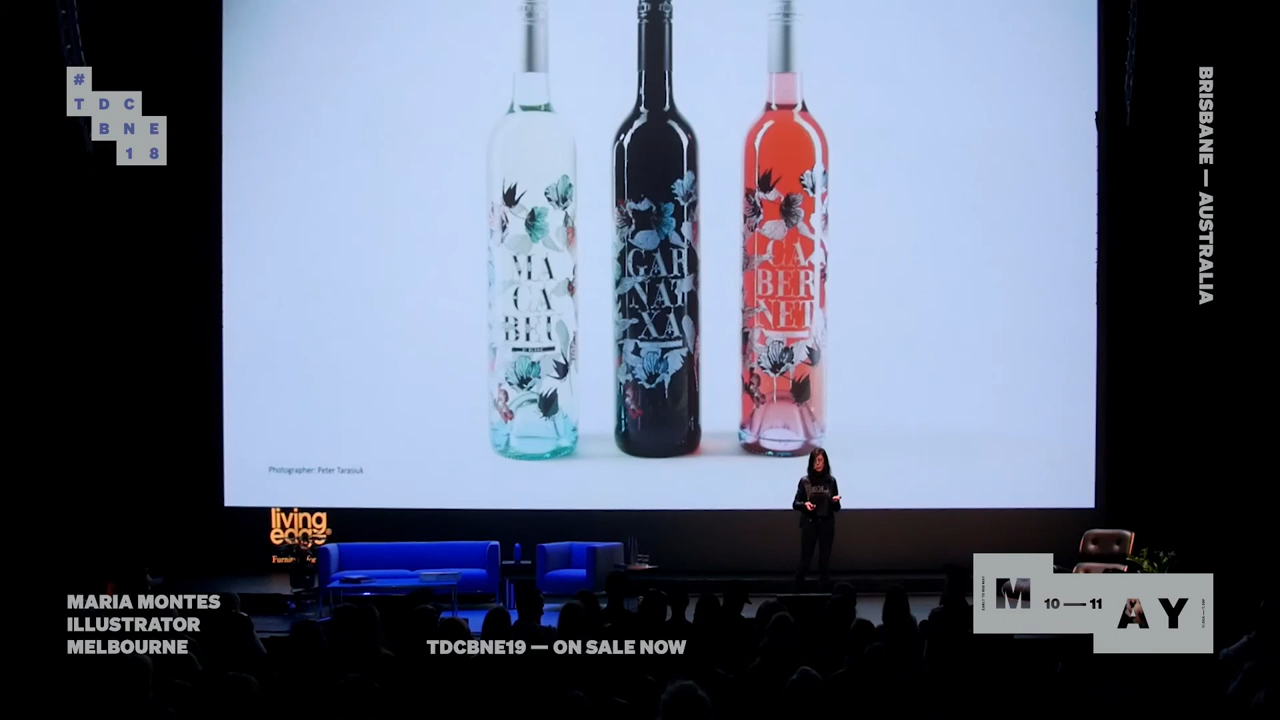 #
TDC
BNE
18
BRISBANE — AUSTRALIA
MA
CA
BEU
GAR
NAT
XA
CA
BER
NET
Photographer: Peter Tarasiuk
living
edge
MARIA MONTES
ILLUSTRATOR
MELBOURNE
TDCBNE19 — ON SALE NOW
M
10 — 11
AY